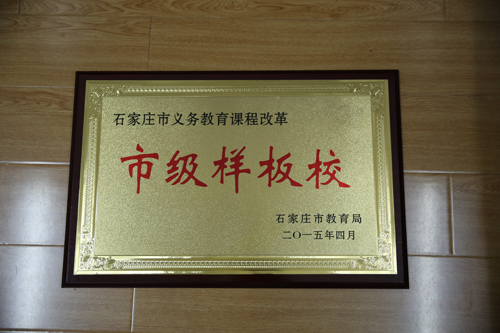 石家庄市义务教育课程改革
市级样板校
石家庄市教育局
二〇一五年四月